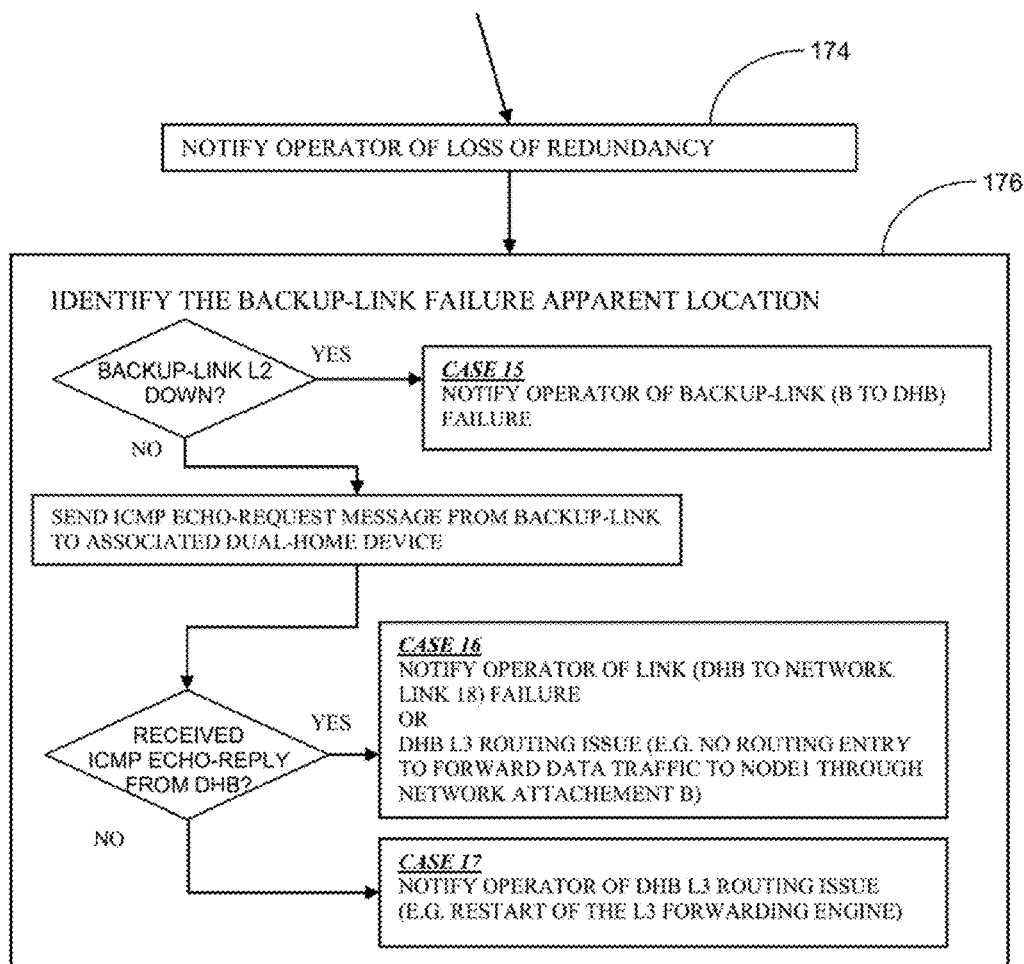 174
NOTIFY OPERATOR OF LOSS OF REDUNDANCY
176
IDENTIFY THE BACKUP-LINK FAILURE APPARENT LOCATION
BACKUP-LINK L2
DOWN?
YES
CASE 15
NOTIFY OPERATOR OF BACKUP-LINK (B TO DHB)
FAILURE
NO
SEND ICMP ECHO-REQUEST MESSAGE FROM BACKUP-LINK
TO ASSOCIATED DUAL-HOME DEVICE
RECEIVED
ICMP ECHO-REPLY
FROM DHB?
YES
CASE 16
NOTIFY OPERATOR OF LINK (DHB TO NETWORK
LINK 18) FAILURE
OR
DHB L3 ROUTING ISSUE (E.G. NO ROUTING ENTRY
TO FORWARD DATA TRAFFIC TO NODE1 THROUGH
NETWORK ATTACHEMENT B)
NO
CASE 17
NOTIFY OPERATOR OF DHB L3 ROUTING ISSUE
(E.G. RESTART OF THE L3 FORWARDING ENGINE)